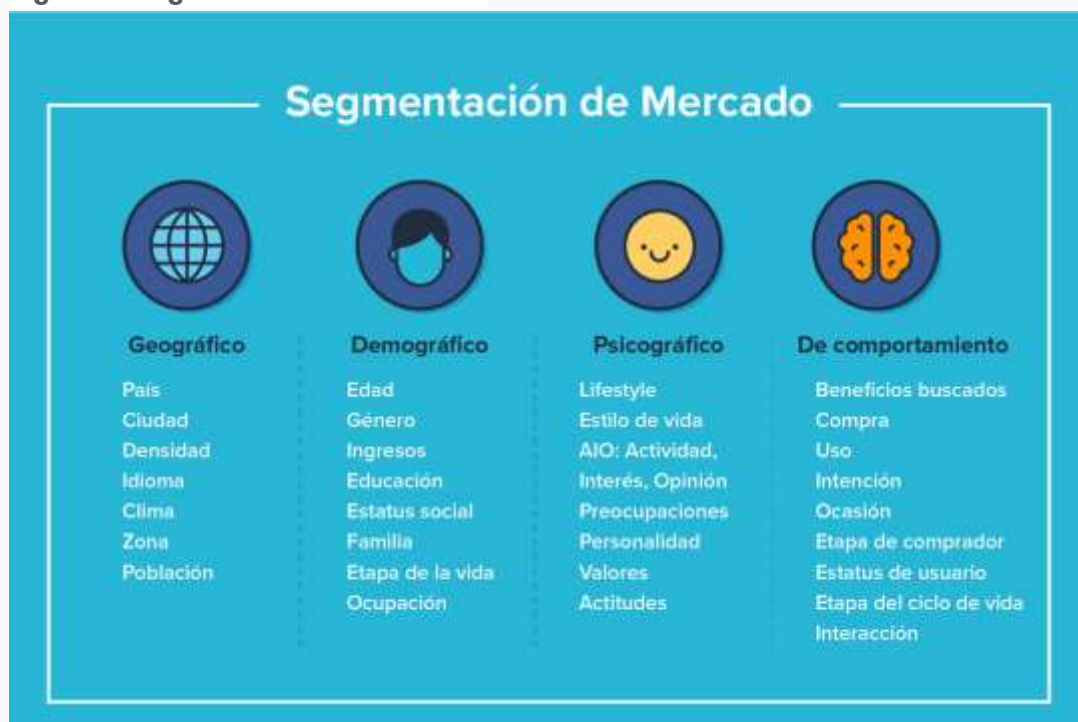 Segmentación de Mercado
Geográfico
País
Ciudad
Densidad
Idioma
Clima
Zona
Población
Demográfico
Edad
Género
Ingresos
Educación
Estatus social
Familia
Etapa de la vida
Ocupación
Psicográfico
Lifestyle
Estilo de vida
AIO: Actividad,
Interés, Opinión
Preocupaciones
Personalidad
Valores
Actitudes
De comportamiento
Beneficios buscados
Compra
Uso
Intención
Ocasión
Etapa de comprador
Estatus de usuario
Etapa del ciclo de vida
Interacción